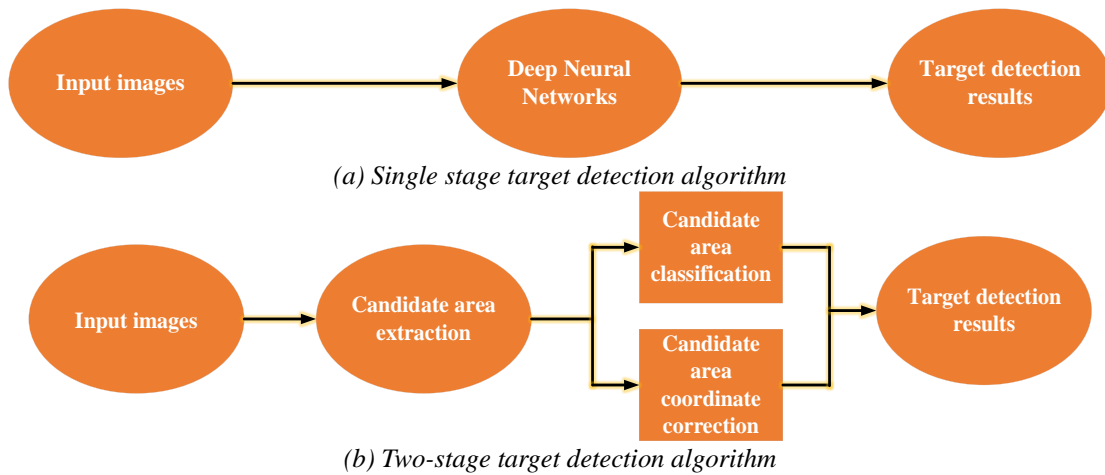 Input images
Deep Neural
Networks
Target detection
results
(a) Single stage target detection algorithm
Input images
Candidate area
extraction
Candidate
area
classification
Candidate
area
coordinate
correction
Target detection
results
(b) Two-stage target detection algorithm